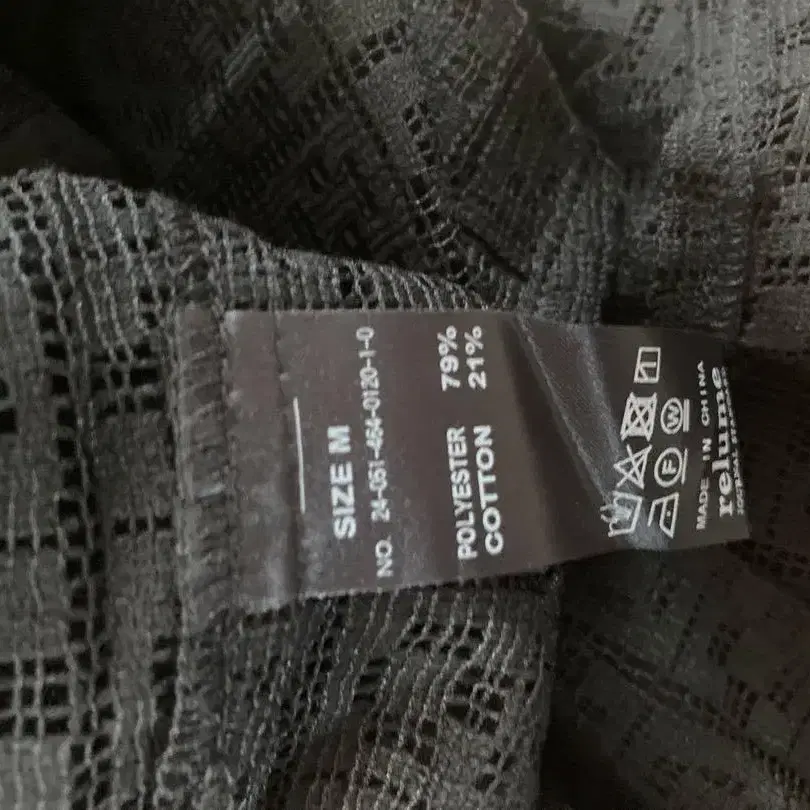 SIZE M
NO. 24-051-464-0120-1-0
POLYESTER 79%
COTTON 21%
F W
MADE IN CHINA
relume